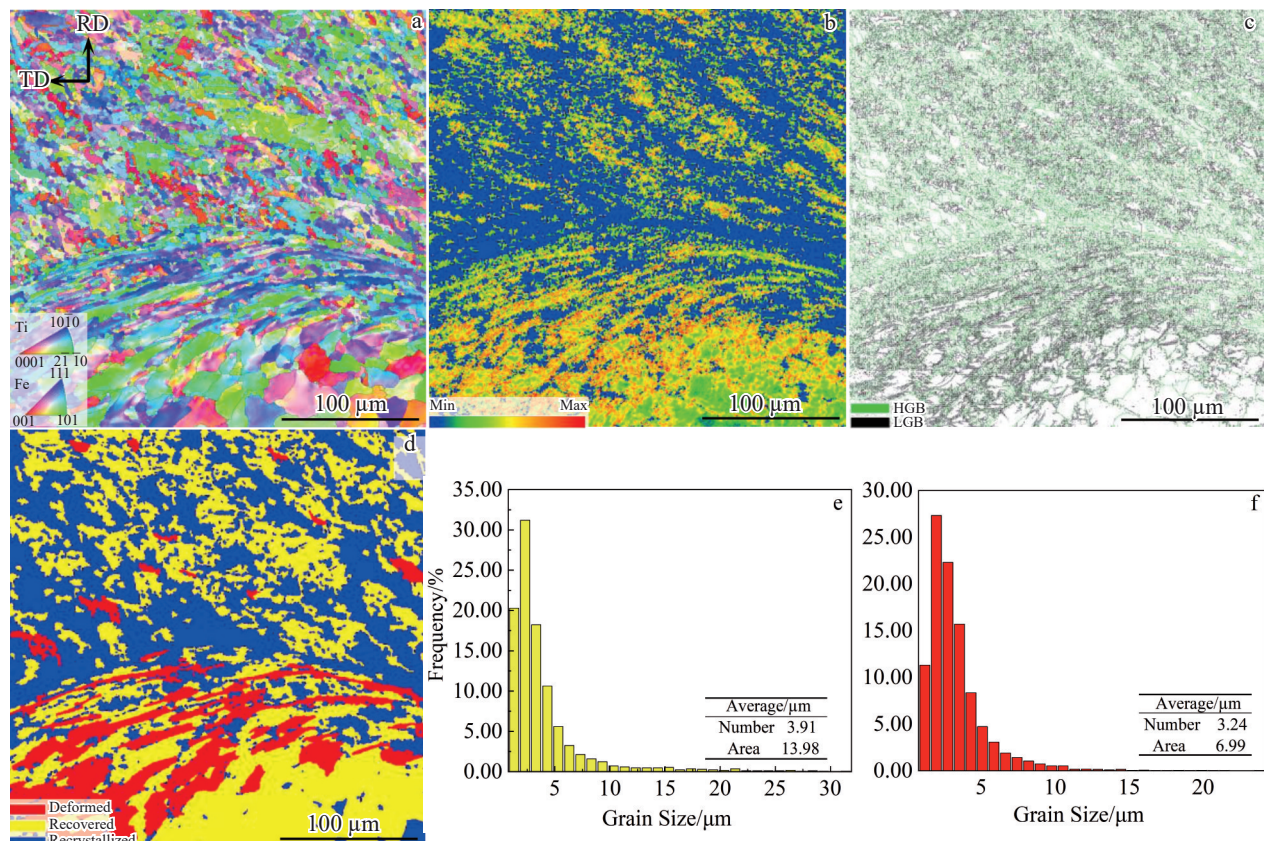 RD
a
TD
Ti
1010
0001 21 10
111
Fe
001 101
100 μm
b
Min Max
100 μm
c
HGB
LGB
100 μm
d
Deformed
Recovered
Recrystallized
100 μm
35.00
30.00
25.00
20.00
15.00
10.00
5.00
0.00
Frequency/%
e
Average/μm
Number 3.91
Area 13.98
5 10 15 20 25 30
Grain Size/μm
30.00
25.00
20.00
15.00
10.00
5.00
0.00
f
Average/μm
Number 3.24
Area 6.99
5 10 15 20
Grain Size/μm